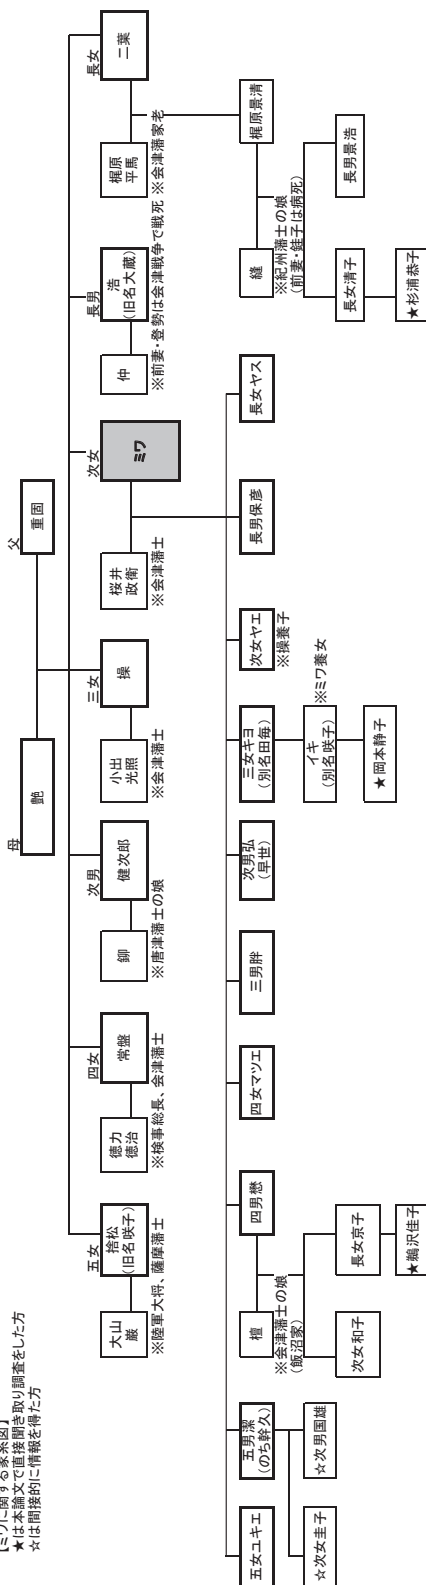 【ミワに関する家系図】
★は本論文で直接聞き取り調査をした方
☆は間接的に情報を得た方
母
艶
父
重固
五女
捨松
(旧名咲子)
大山
巌
※陸軍大将、薩摩藩士
四女
常盤
徳力
徳治
※検事総長、会津藩士
次男
健次郎
鉚
※唐津藩士の娘
三女
操
小出
光照
※会津藩士
次女
ミワ
桜井
政衛
※会津藩士
長男
浩
(旧名大蔵)
仲
※前妻・登勢は会津戦争で戦死
長女
二葉
梶原
平馬
※会津藩家老
五女ユキエ
五男潔
(のち幹久)
☆次女圭子
☆次男国雄
四男懋
檀
※会津藩士の娘
(飯沼家)
次女和子
長女京子
★鵜沢佳子
四女マツエ
三男胖
次男弘
(早世)
三女キヨ
(別名田毎)
イキ
(別名咲子)
※ミワ養女
★岡本静子
次女ヤエ
※操養子
長男保彦
長女ヤス
梶原景清
縫
※紀州藩士の娘
(前妻・銈子は病死)
長女清子
長男景浩
★杉浦恭子